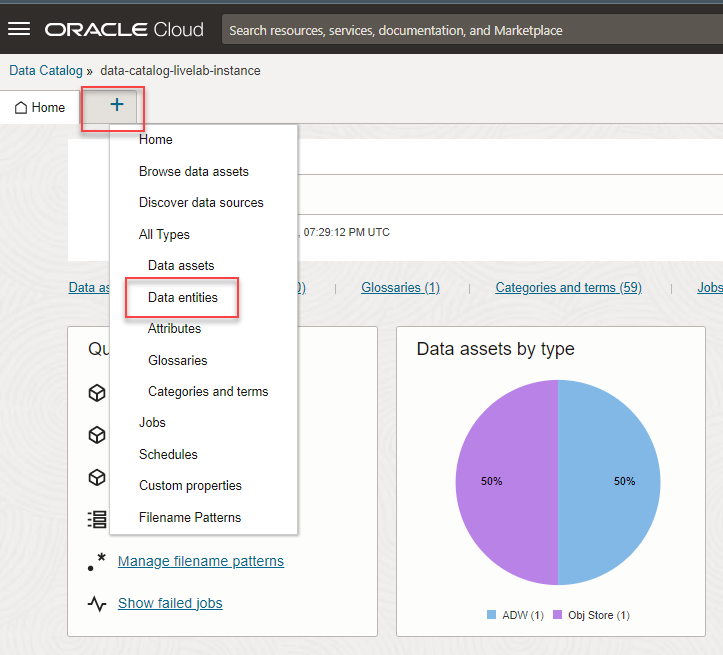 ORACLE Cloud
Search resources, services, documentation, and Marketplace
Data Catalog » data-catalog-livelab-instance
Home
+
Home
Browse data assets
Discover data sources
All Types
Data assets
Data entities
Attributes
Glossaries
Categories and terms
Jobs
Schedules
Custom properties
Filename Patterns
, 07:29:12 PM UTC
Data as
0)
Glossaries (1)
Categories and terms (59)
Jobs
Qu
Manage filename patterns
Show failed jobs
Data assets by type
50%
50%
ADW (1)
Obj Store (1)